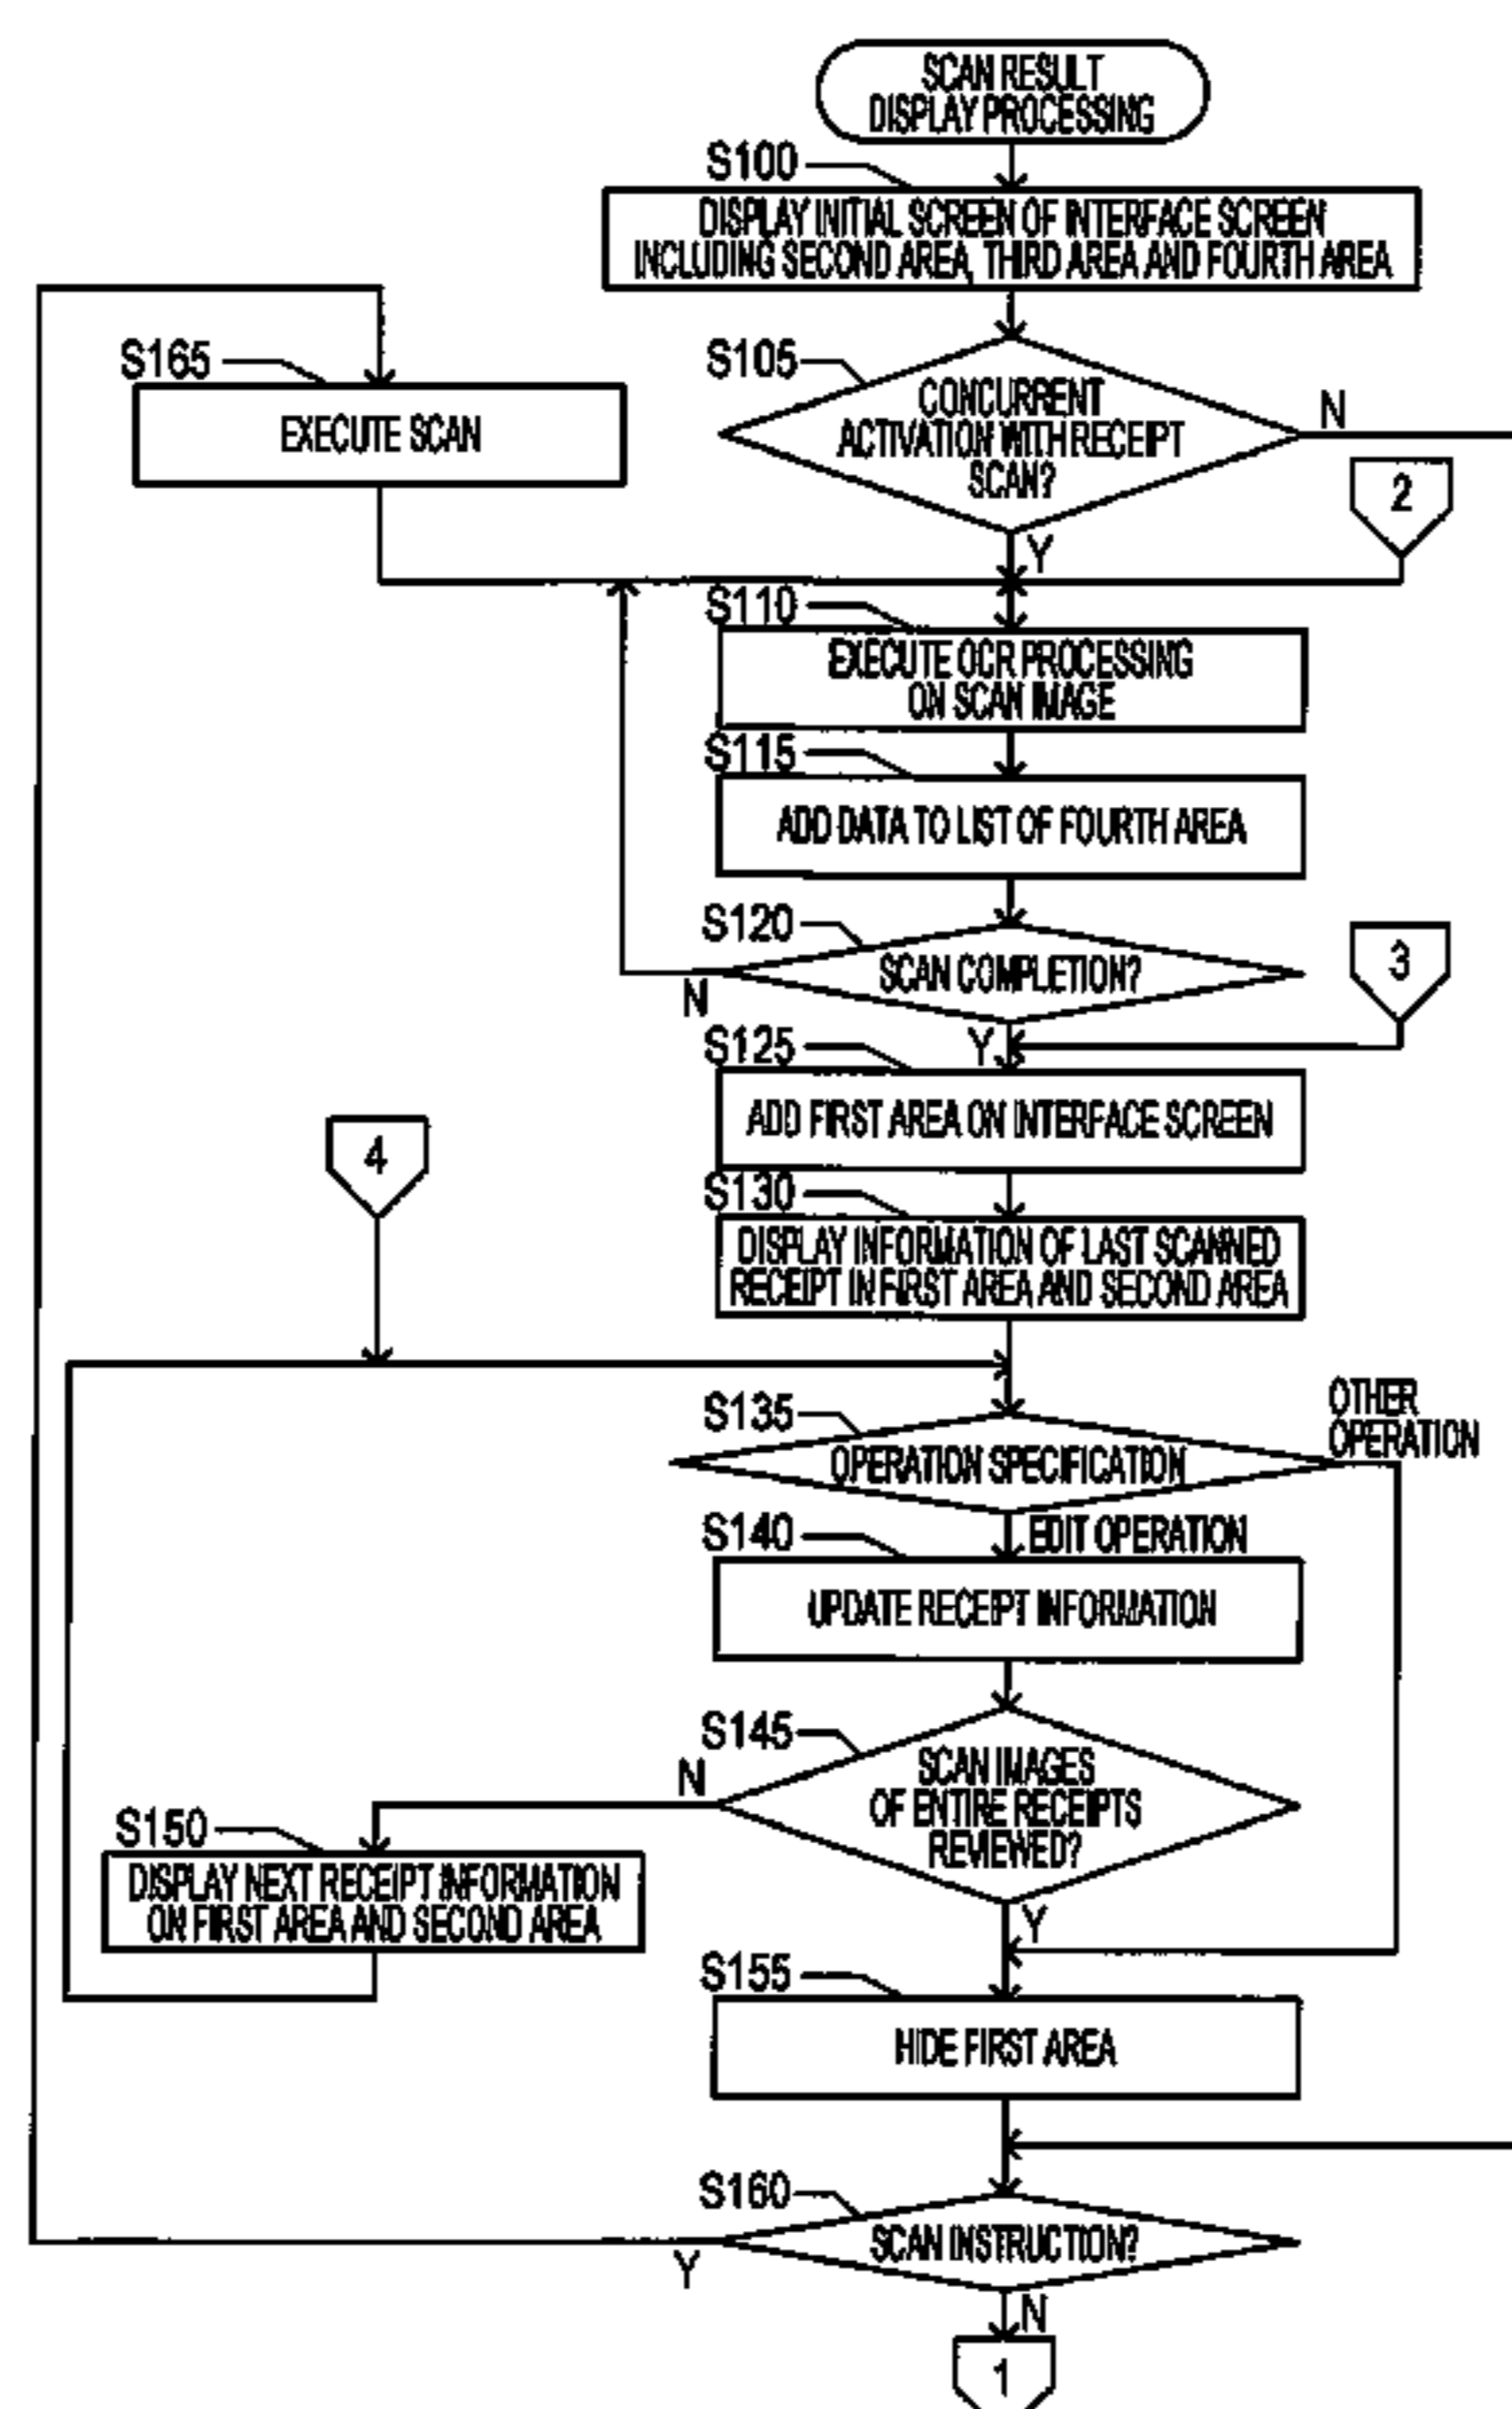 SCAN RESULT
DISPLAY PROCESSING
S100
DISPLAY INITIAL SCREEN OF INTERFACE SCREEN
INCLUDING SECOND AREA, THIRD AREA AND FOURTH AREA
S165
EXECUTE SCAN
S105
CONCURRENT
ACTIVATION WITH RECEIPT
SCAN?
N
2
Y
S110
EXECUTE OCR PROCESSING
ON SCAN IMAGE
S115
ADD DATA TO LIST OF FOURTH AREA
S120
SCAN COMPLETION?
N
3
Y
S125
ADD FIRST AREA ON INTERFACE SCREEN
4
S130
DISPLAY INFORMATION OF LAST SCANNED
RECEIPT IN FIRST AREA AND SECOND AREA
S135
OPERATION SPECIFICATION
OTHER
OPERATION
S140
EDIT OPERATION
UPDATE RECEIPT INFORMATION
S145
SCAN IMAGES
OF ENTIRE RECEIPTS
REVIEWED?
N
S150
DISPLAY NEXT RECEIPT INFORMATION
ON FIRST AREA AND SECOND AREA
Y
S155
HIDE FIRST AREA
S160
SCAN INSTRUCTION?
Y
N
1